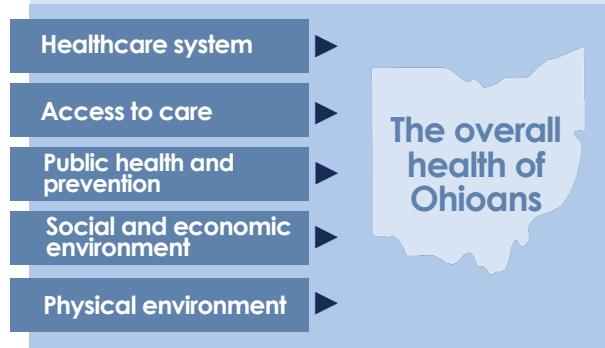 Healthcare system
Access to care
Public health and
prevention
Social and economic
environment
Physical environment
The overall
health of
Ohioans